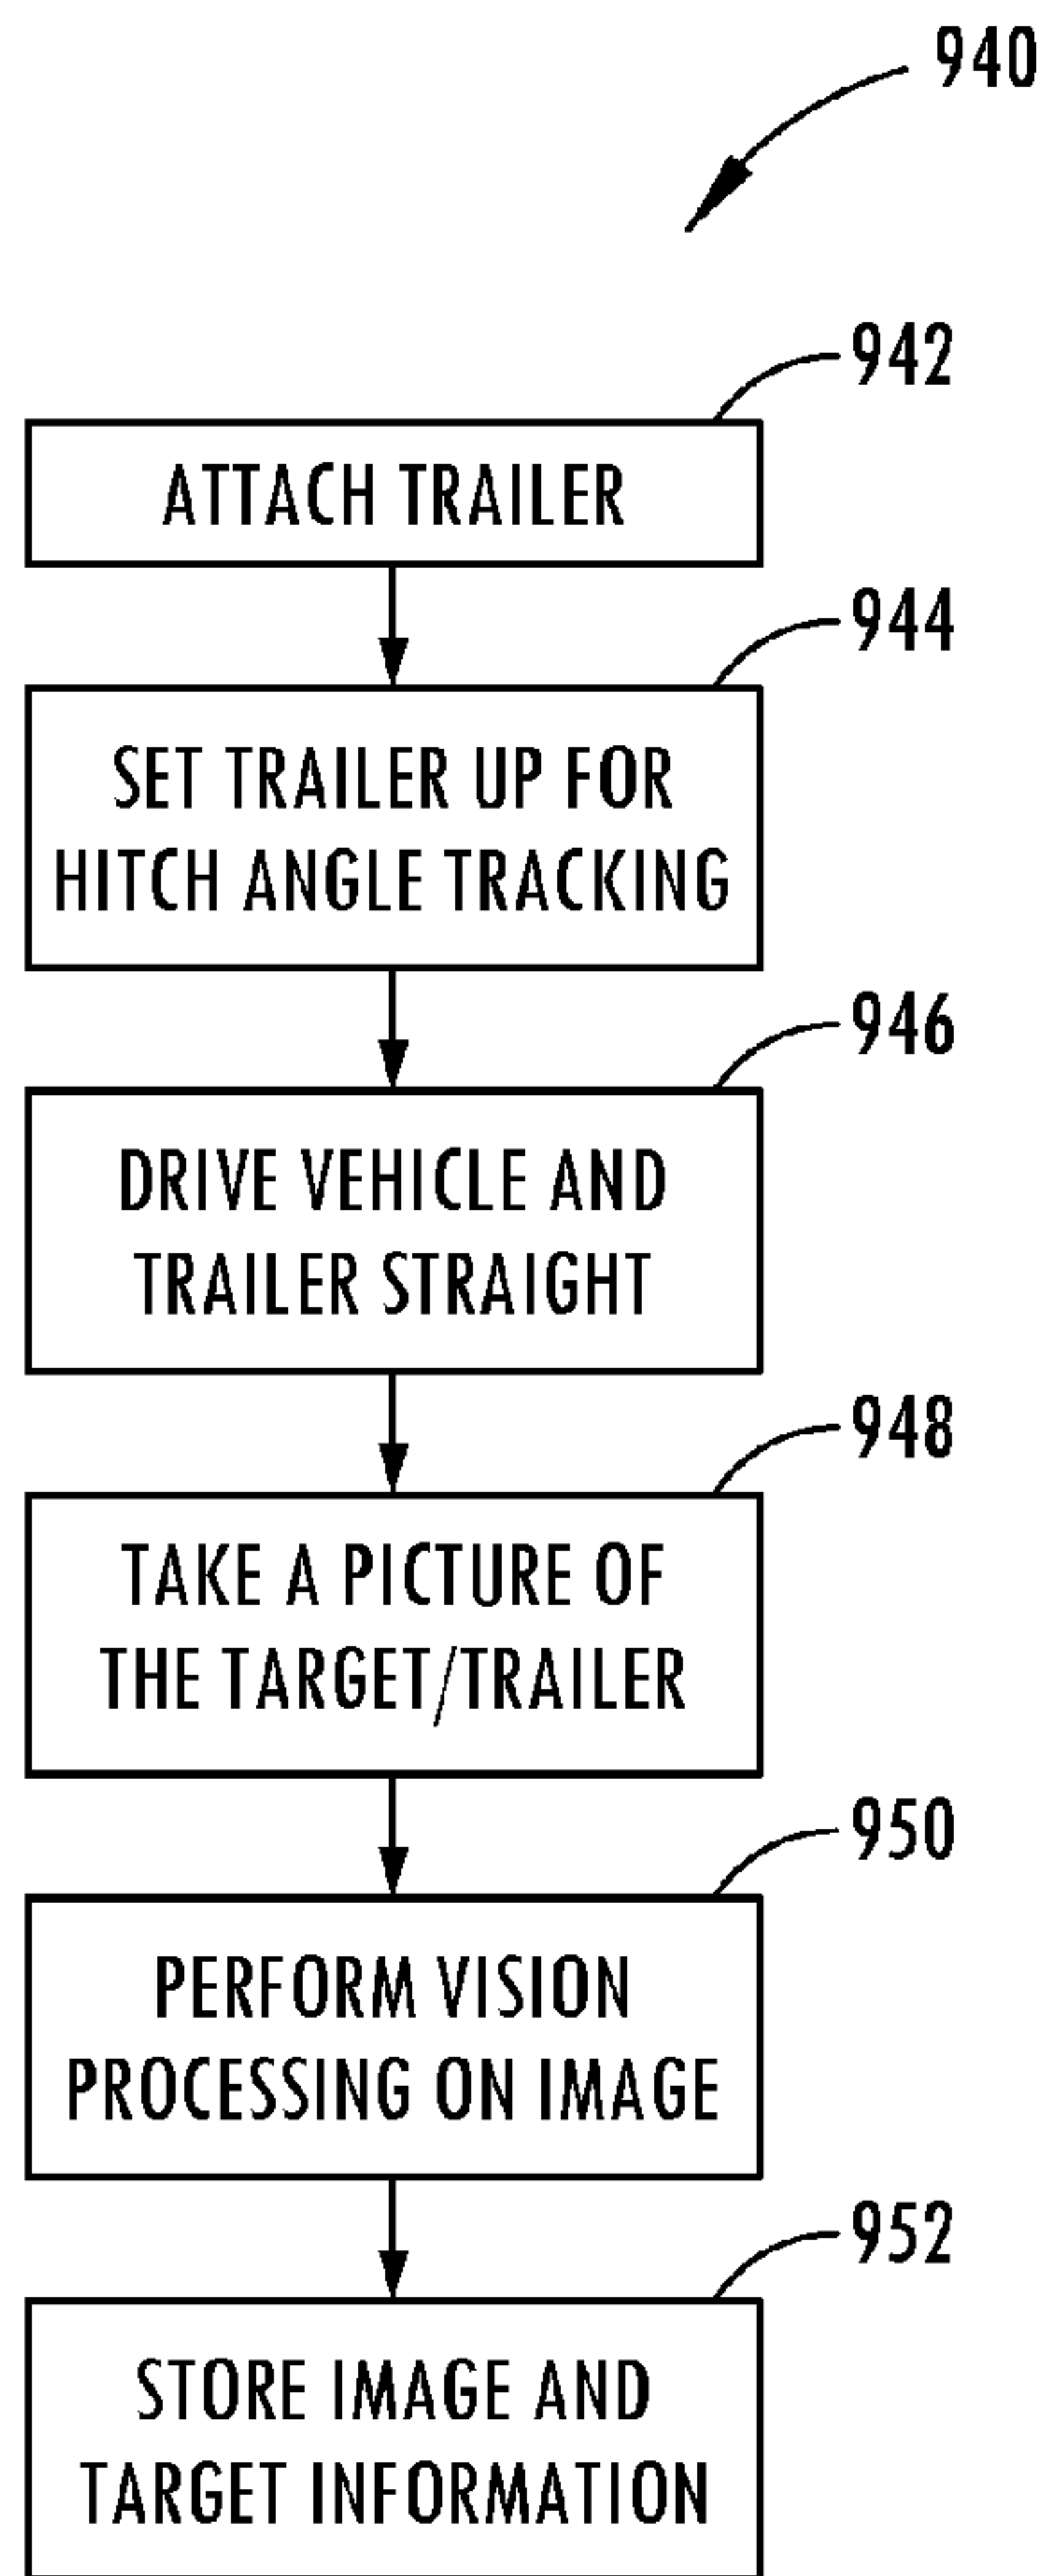 940
942
ATTACH TRAILER
944
SET TRAILER UP FOR
HITCH ANGLE TRACKING
946
DRIVE VEHICLE AND
TRAILER STRAIGHT
948
TAKE A PICTURE OF
THE TARGET/TRAILER
950
PERFORM VISION
PROCESSING ON IMAGE
952
STORE IMAGE AND
TARGET INFORMATION